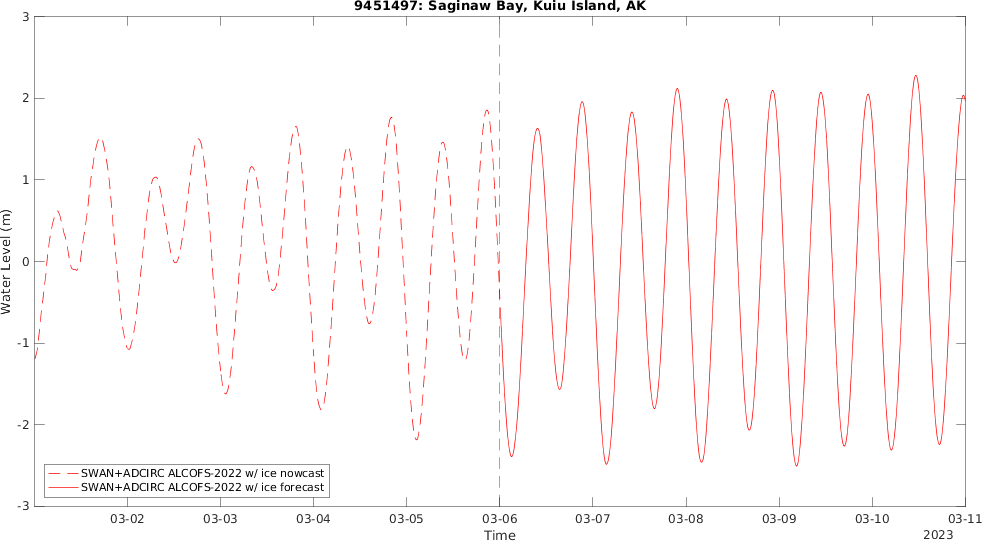 9451497: Saginaw Bay, Kuiu Island, AK
3
2
1
0
-1
-2
-3
Water Level (m)
SWAN+ADCIRC ALCOFS-2022 w/ ice nowcast
SWAN+ADCIRC ALCOFS-2022 w/ ice forecast
03-02 03-03 03-04 03-05 03-06 03-07 03-08 03-09 03-10 03-11
Time
2023